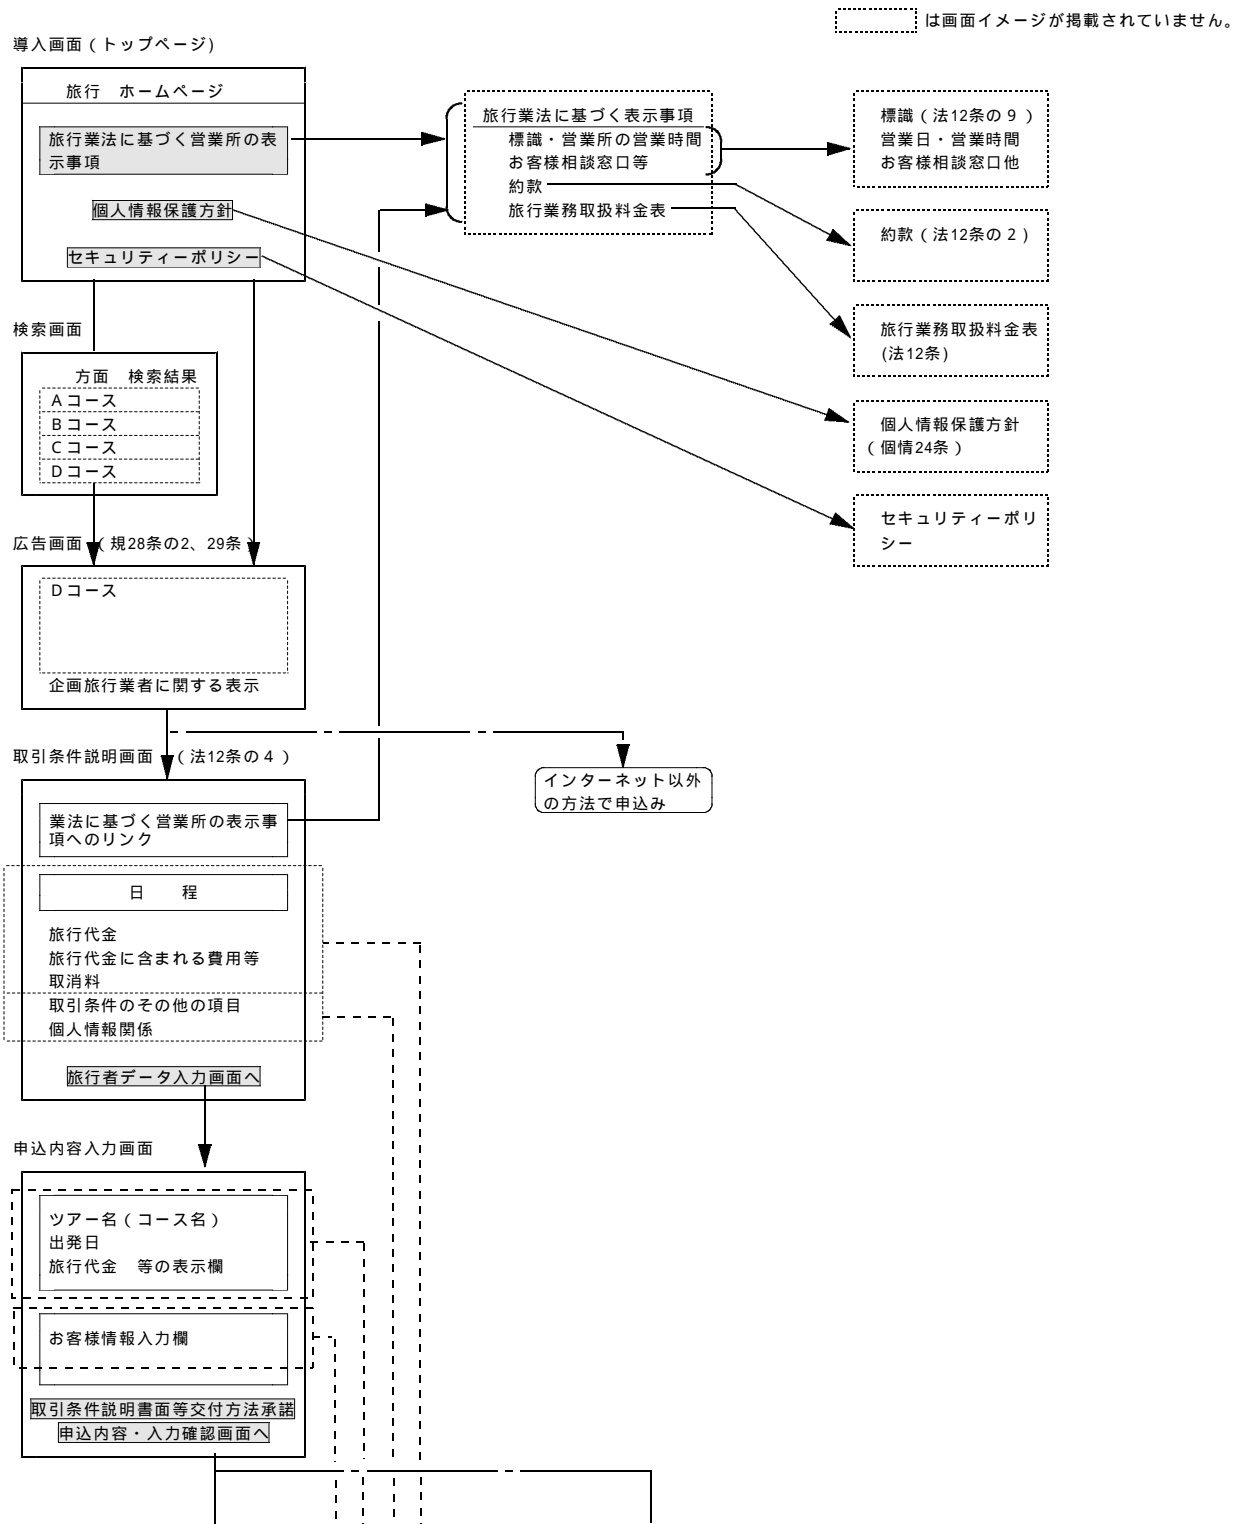 は画面イメージが掲載されていません。
導入画面(トップページ)
旅行 ホームページ
旅行業法に基づく営業所の表
示事項
個人情報保護方針
セキュリティーポリシー
旅行業法に基づく表示事項
標識・営業所の営業時間
お客様相談窓口等
約款
旅行業務取扱料金表
標識(法12条の9)
営業日・営業時間
お客様相談窓口他
約款(法12条の2)
旅行業務取扱料金表
(法12条)
個人情報保護方針
(個情24条)
セキュリティーポリ
シー
検索画面
方面 検索結果
Aコース
Bコース
Cコース
Dコース
広告画面 (規28条の2、29条)
Dコース
企画旅行業者に関する表示
取引条件説明画面 (法12条の4)
インターネット以外
の方法で申込み
業法に基づく営業所の表示事
項へのリンク
日 程
旅行代金
旅行代金に含まれる費用等
取消料
取引条件のその他の項目
個人情報関係
旅行者データ入力画面へ
申込内容入力画面
ツアー名(コース名)
出発日
旅行代金 等の表示欄
お客様情報入力欄
取引条件説明書面等交付方法承諾
申込内容・入力確認画面へ